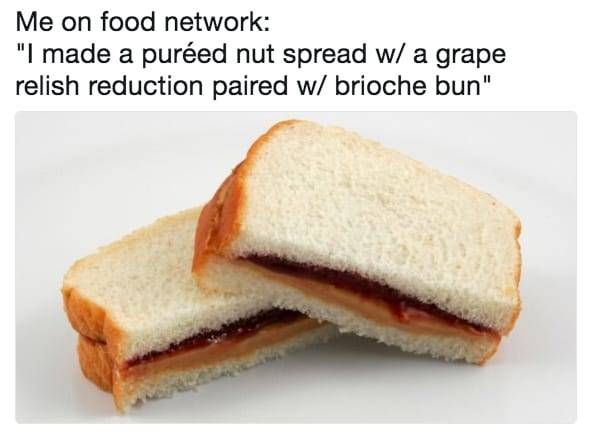 Me on food network:
"I made a puréed nut spread w/ a grape
relish reduction paired w/ brioche bun"